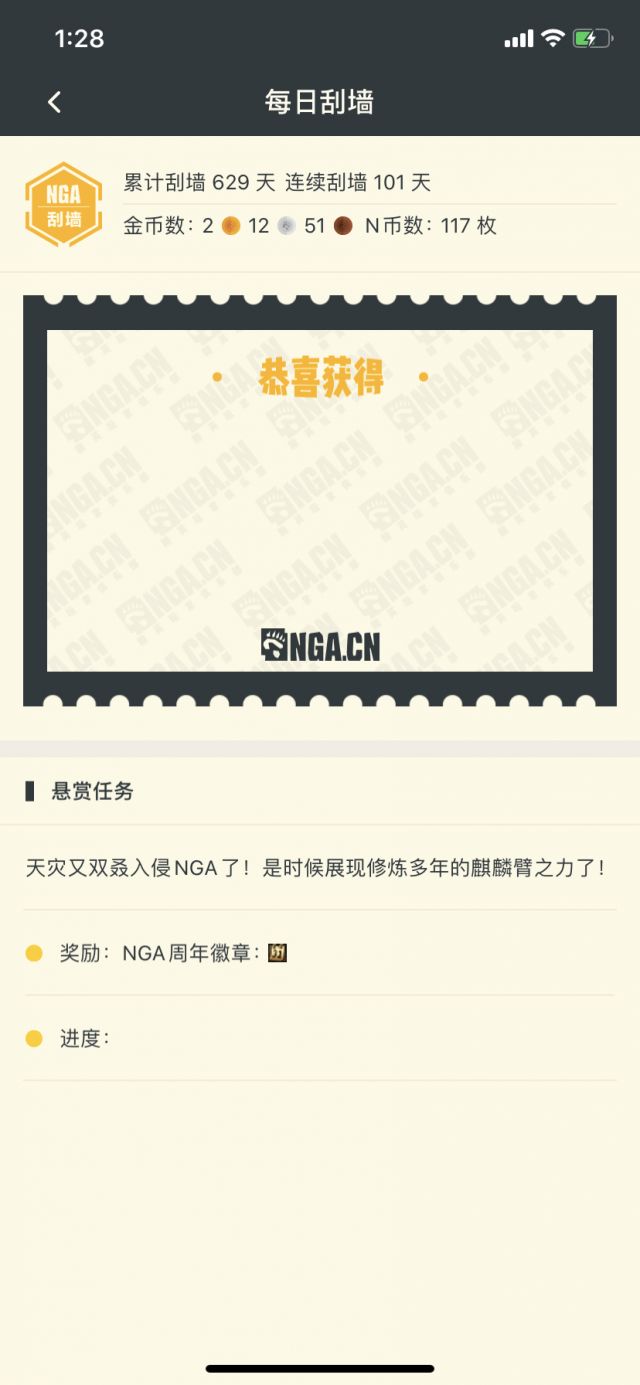 1:28
每日刮墙
NGA
刮墙
累计刮墙 629 天 连续刮墙 101 天
金币数: 2 12 51 N币数: 117 枚
恭喜获得
NGA.CN
悬赏任务
天灾又双叒入侵NGA了！是时候展现修炼多年的麒麟臂之力了！
奖励: NGA周年徽章:
进度: